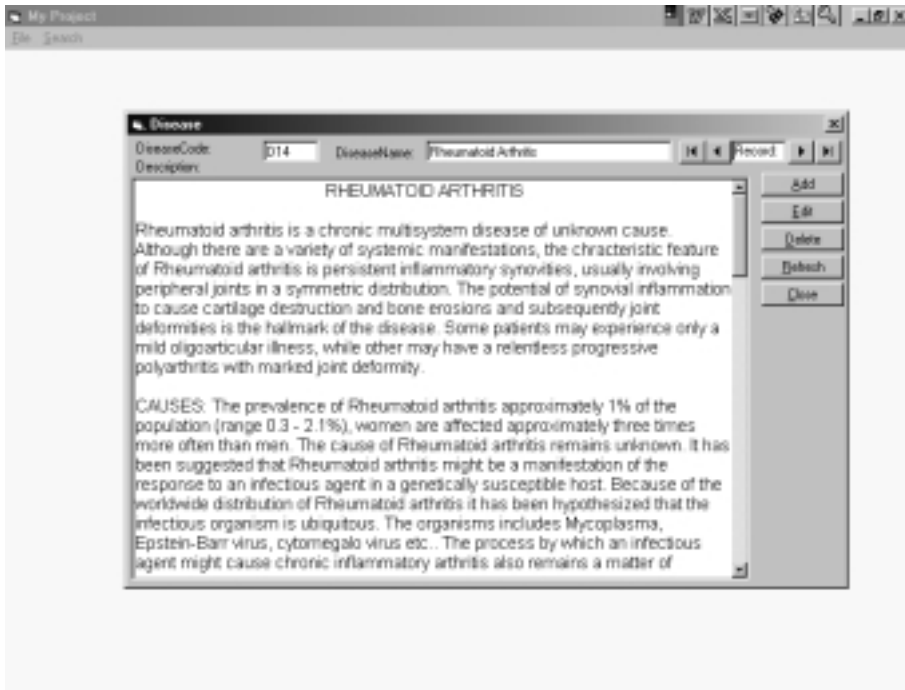 My Project
File Search
Disease
DiseaseCode: D14 DiseaseName: Rheumatoid Arthritis Record:
Description:
RHEUMATOID ARTHRITIS
Add
Edit
Delete
Refresh
Close
Rheumatoid arthritis is a chronic multisystem disease of unknown cause.
Although there are a variety of systemic manifestations, the chracteristic feature
of Rheumatoid arthritis is persistent inflammatory synovities, usually involving
peripheral joints in a symmetric distribution. The potential of synovial inflammation
to cause cartilage destruction and bone erosions and subsequently joint
deformities is the hallmark of the disease. Some patients may experience only a
mild oligoarticular illness, while other may have a relentless progressive
polyarthritis with marked joint deformity.
CAUSES: The prevalence of Rheumatoid arthritis approximately 1% of the
population (range 0.3 - 2.1%), women are affected approximately three times
more often than men. The cause of Rheumatoid arthritis remains unknown. It has
been suggested that Rheumatoid arthritis might be a manifestation of the
response to an infectious agent in a genetically susceptible host. Because of the
worldwide distribution of Rheumatoid arthritis it has been hypothesized that the
infectious organism is ubiquitous. The organisms includes Mycoplasma,
Epstein-Barr virus, cytomegalo virus etc.. The process by which an infectious
agent might cause chronic inflammatory arthritis also remains a matter of